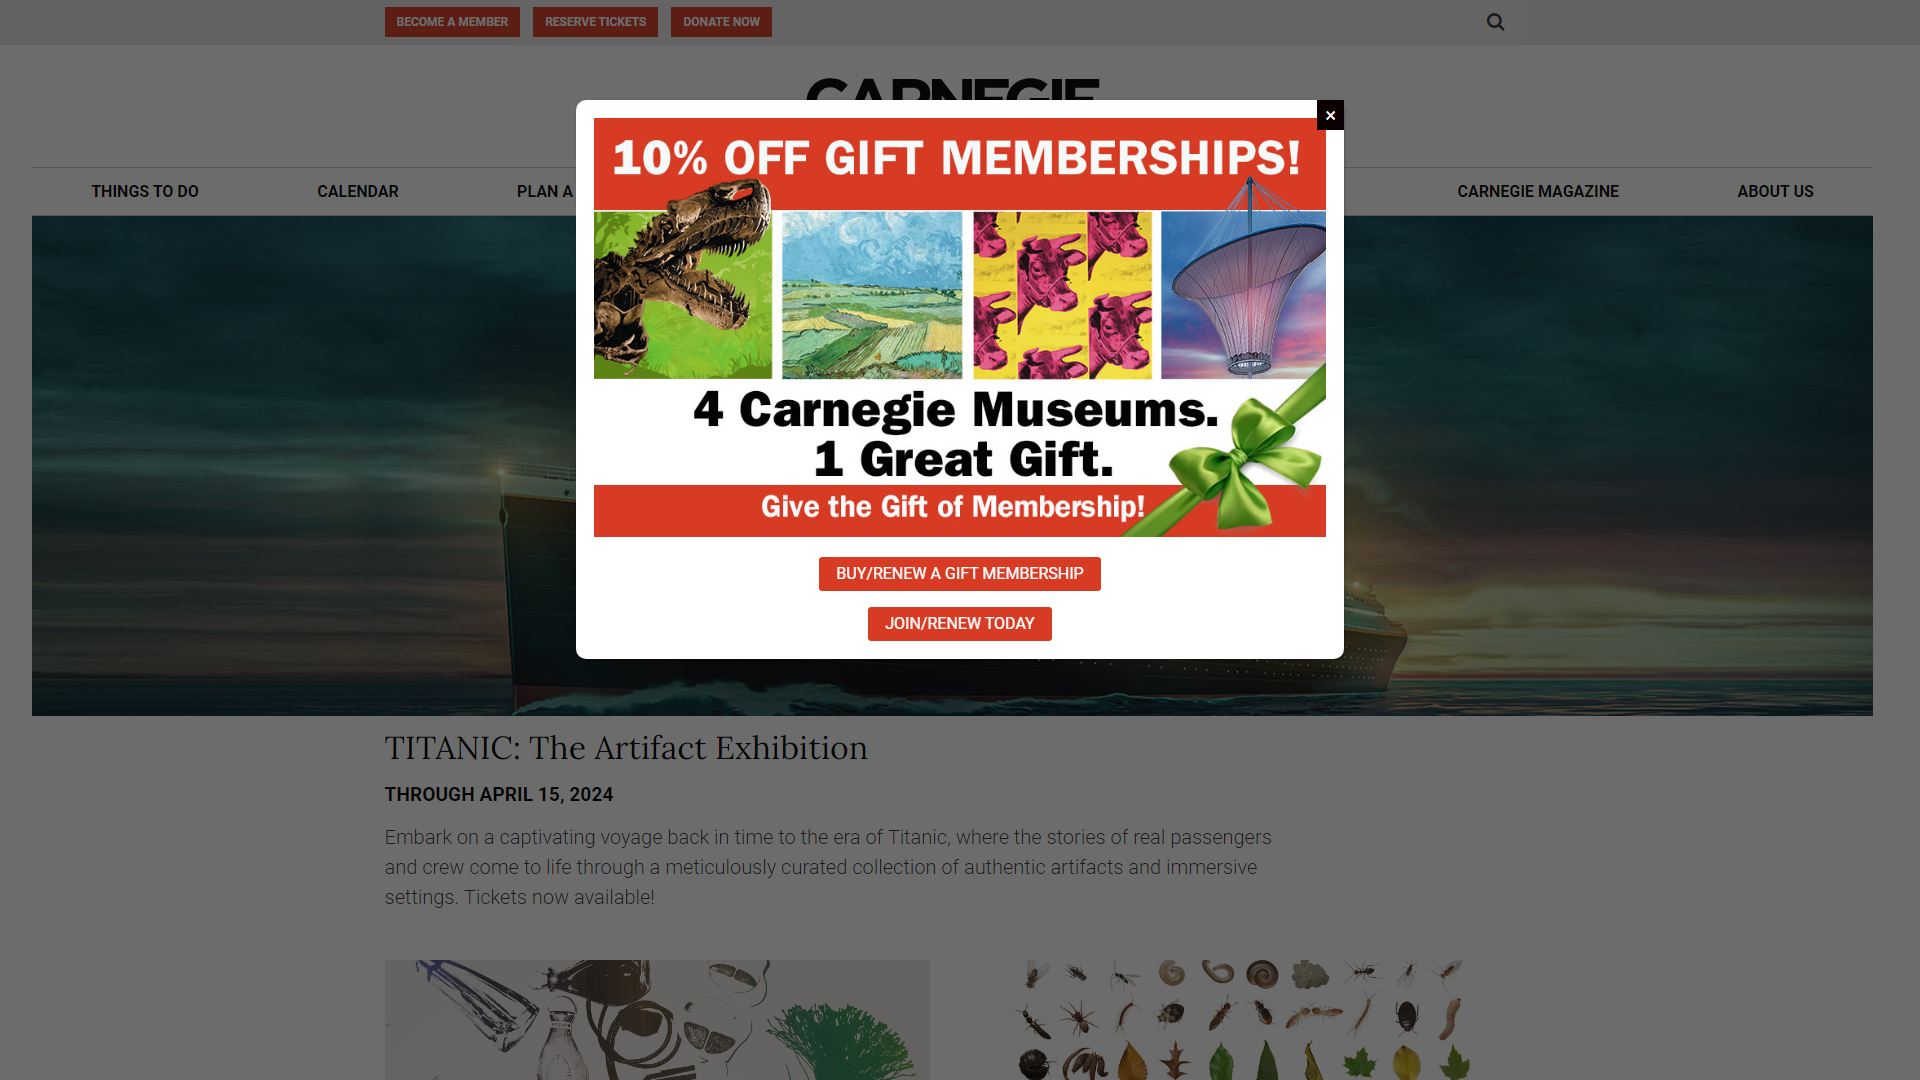 BECOME A MEMBER
RESERVE TICKETS
DONATE NOW
THINGS TO DO
CALENDAR
PLAN A
CARNEGIE MAGAZINE
ABOUT US
×
10% OFF GIFT MEMBERSHIPS!
4 Carnegie Museums.
1 Great Gift.
Give the Gift of Membership!
BUY/RENEW A GIFT MEMBERSHIP
JOIN/RENEW TODAY
TITANIC: The Artifact Exhibition
THROUGH APRIL 15, 2024
Embark on a captivating voyage back in time to the era of Titanic, where the stories of real passengers
and crew come to life through a meticulously curated collection of authentic artifacts and immersive
settings. Tickets now available!